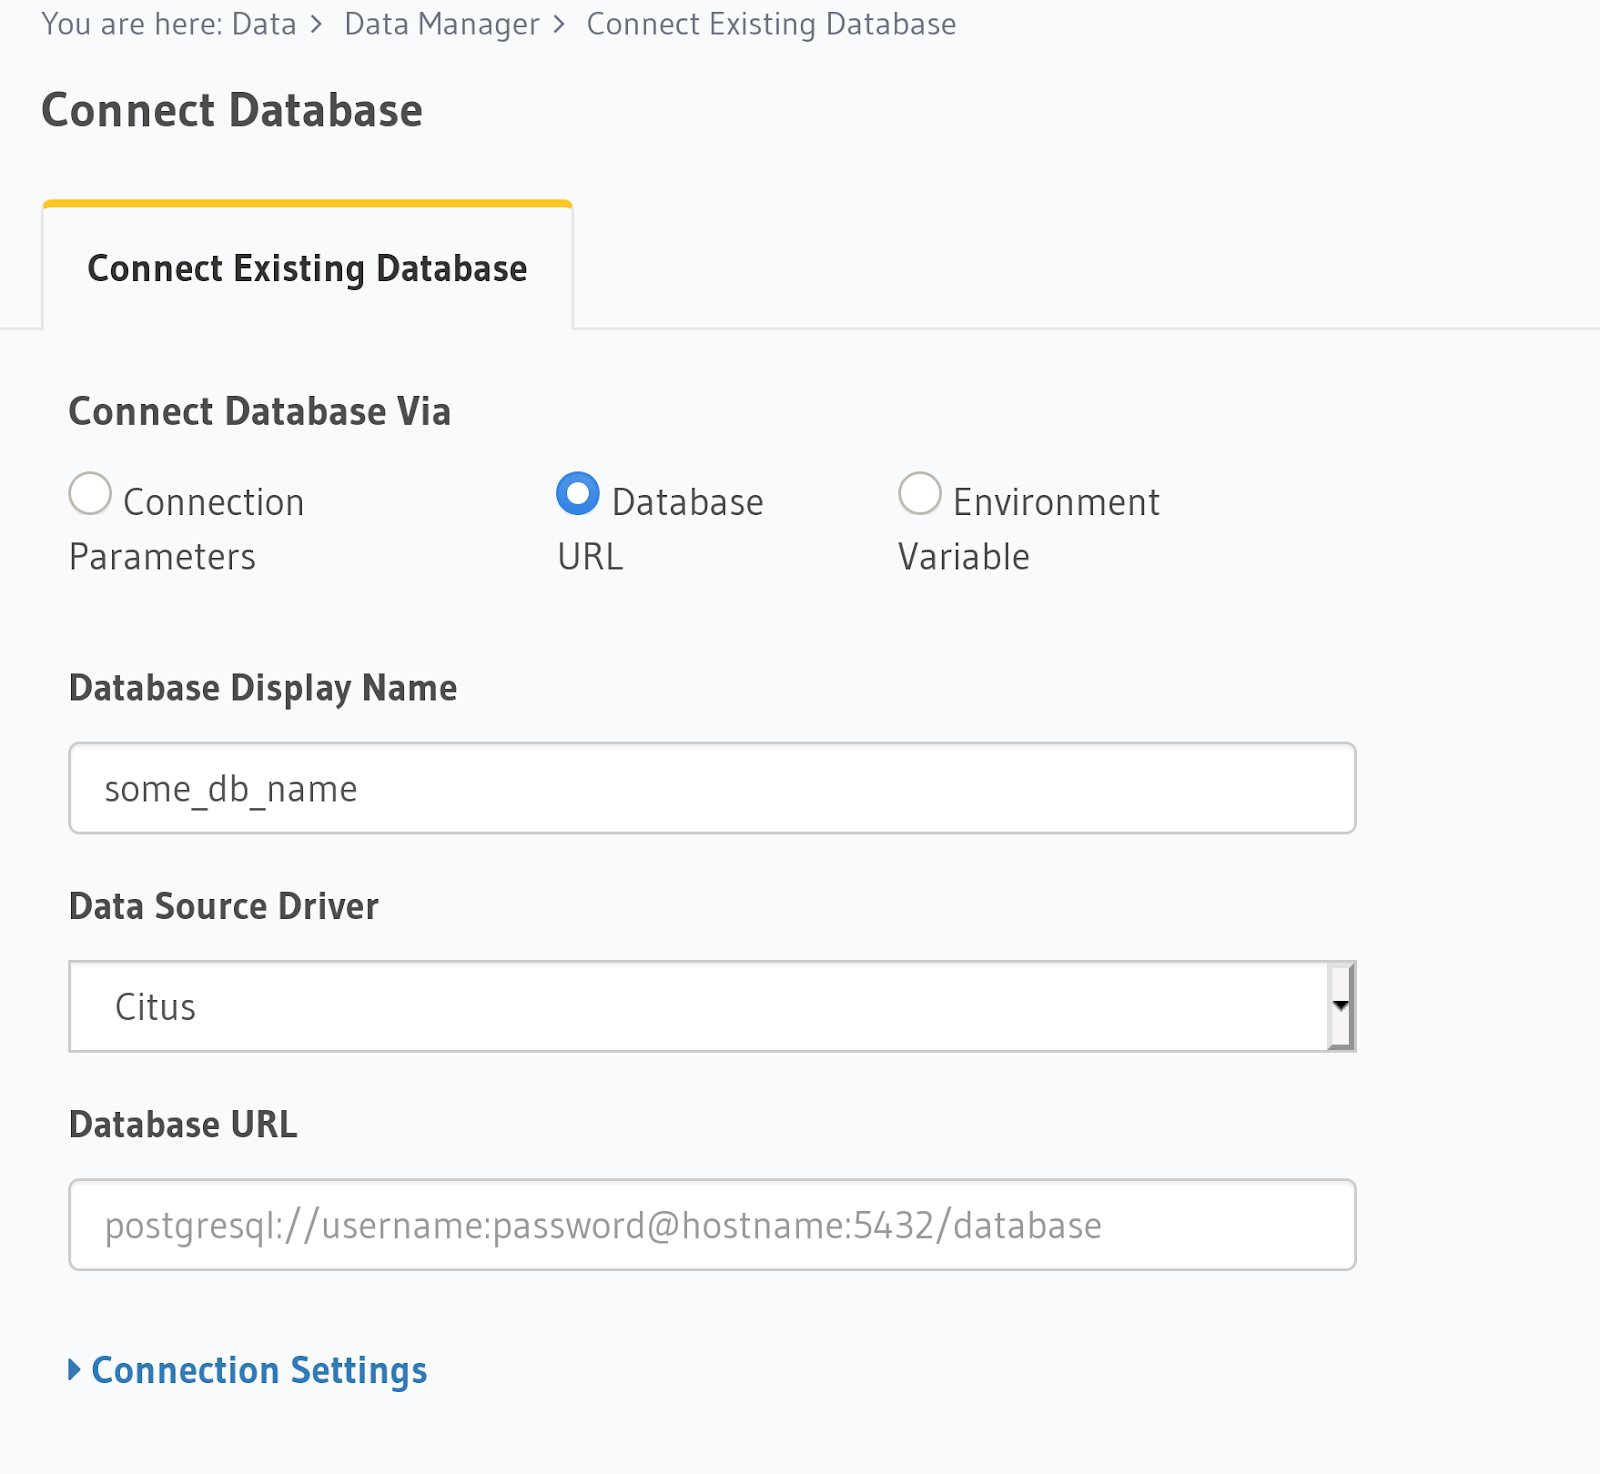 You are here: Data > Data Manager > Connect Existing Database
Connect Database
Connect Existing Database
Connect Database Via
Connection Database Environment
Parameters URL Variable
Database Display Name
some_db_name
Data Source Driver
Citus
Database URL
postgresql://username:password@hostname:5432/database
Connection Settings